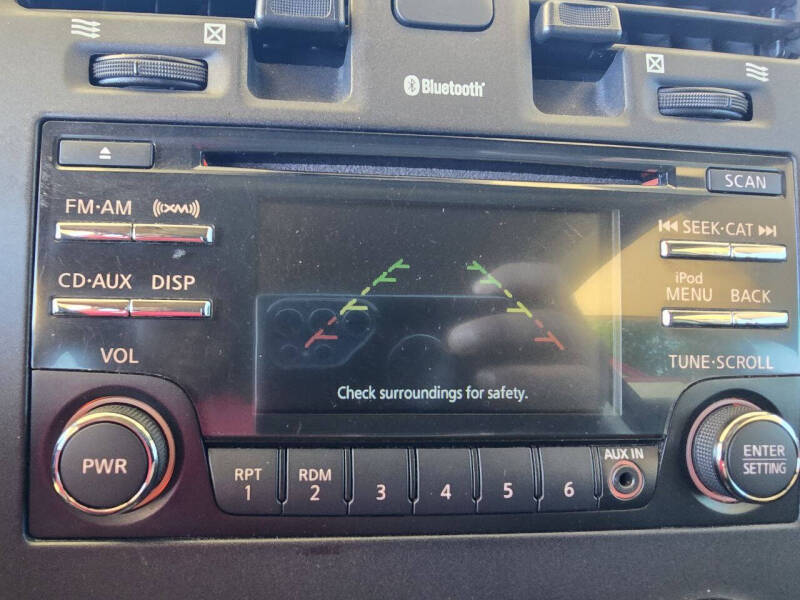 Bluetooth
SCAN
FM·AM
XM
SEEK·CAT
CD·AUX DISP
iPod
MENU BACK
VOL
TUNE·SCROLL
Check surroundings for safety.
PWR
RPT
1
RDM
2
3
4
5
6
AUX IN
ENTER
SETTING